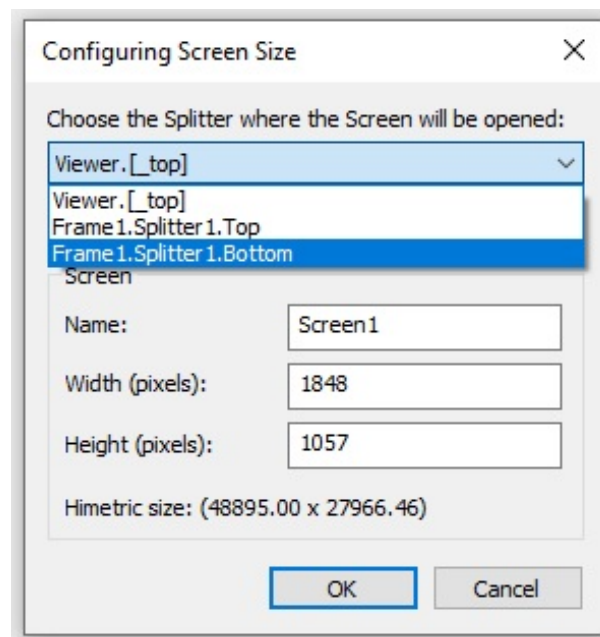 Configuring Screen Size
Choose the Splitter where the Screen will be opened:
Viewer.[_top]
Viewer.[_top]
Frame1.Splitter1.Top
Frame1.Splitter1.Bottom
Screen
Name:
Screen1
Width (pixels):
1848
Height (pixels):
1057
Himetric size: (48895.00 x 27966.46)
OK
Cancel